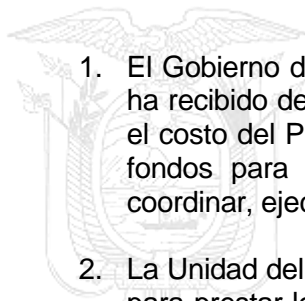 1. El Gobierno d
ha recibido de
el costo del P
fondos para
coordinar, ejec
2. La Unidad del
para prestar l